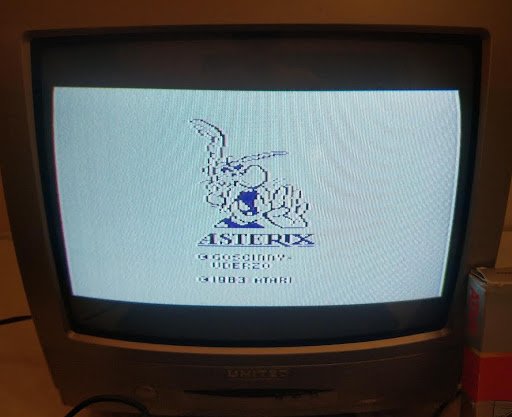 ASTERIX
©GOSCINNY-
UDERZO
©1983 ATARI
UNITED